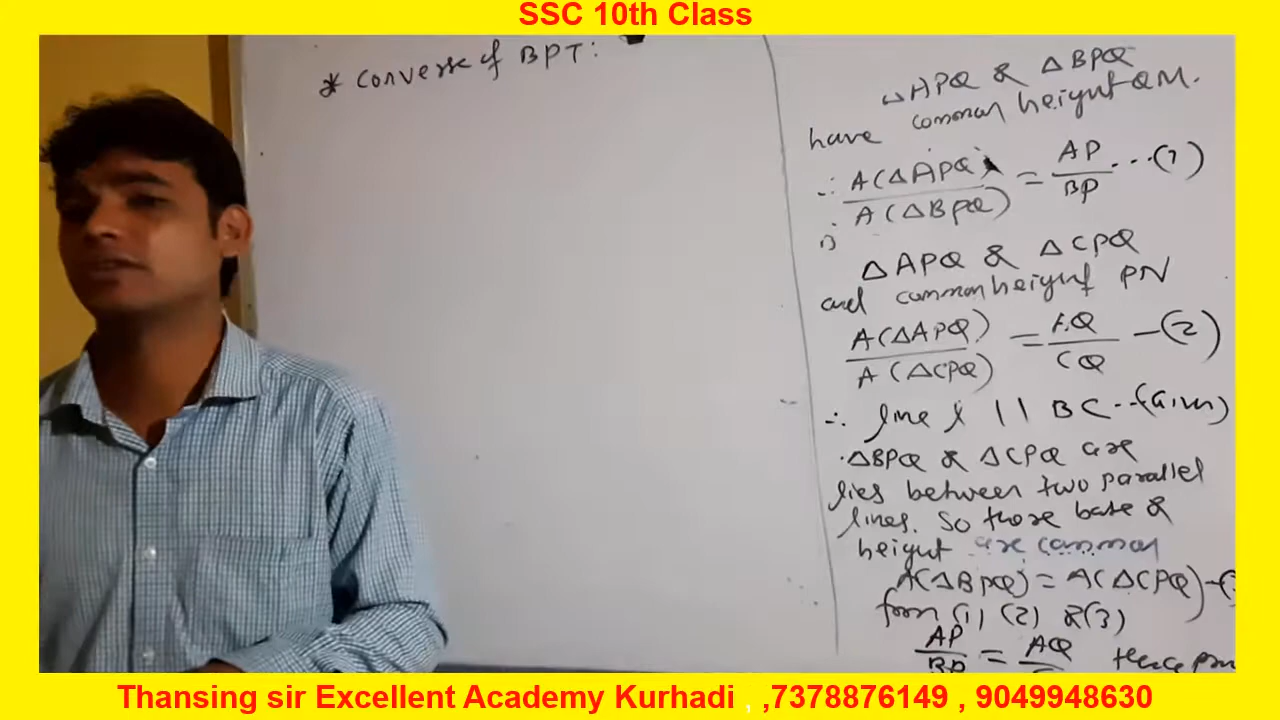 SSC 10th Class
* Converse of BPT:
△APQ & △BPQ
have common height QM.
∴ A(△APQ) / A(△BPQ) = AP / BP ...(1)
△APQ & △CPQ
and common height PN
A(△APQ) / A(△CPQ) = AQ / CQ —(2)
∴ line l || BC --(Given)
△BPQ & △CPQ are
lies between two parallel
lines. So those base &
height are common
A(△BPQ) = A(△CPQ) —(3
from (1) (2) &(3)
AP / BP = AQ
Thansing sir Excellent Academy Kurhadi , ,7378876149 , 9049948630